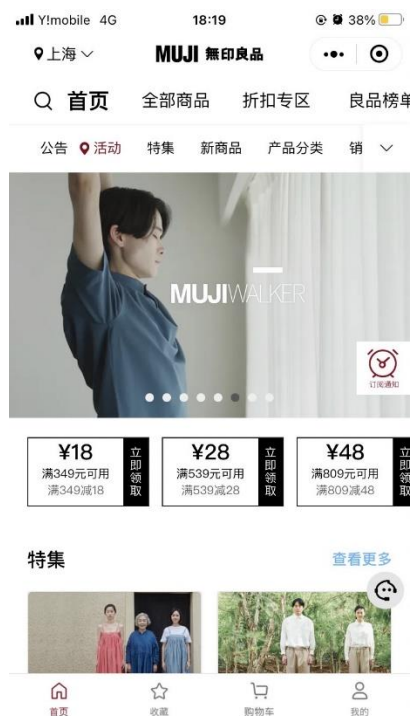 Y!mobile 4G 18:19 38%
上海
MUJI 無印良品
首页 全部商品 折扣专区 良品榜单
公告 活动 特集 新商品 产品分类 销
MUJIWALKER
订阅通知
¥18
满349元可用
满349减18
立即领取
¥28
满539元可用
满539减28
立即领取
¥48
满809元可用
满809减48
立即领取
特集 查看更多
首页 收藏 购物车 我的